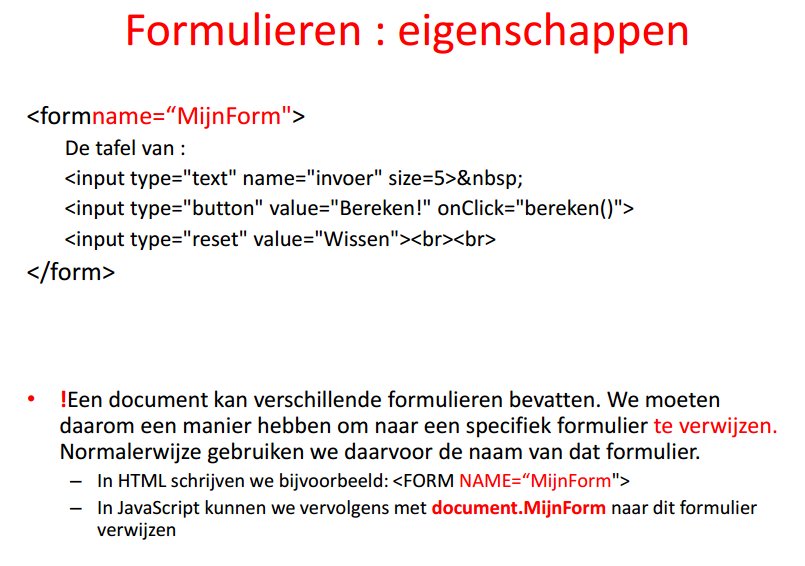 Formulieren : eigenschappen
<formname=“MijnForm">
De tafel van :
<input type="text" name="invoer" size=5>&nbsp;
<input type="button" value="Bereken!" onClick="bereken()">
<input type="reset" value="Wissen"><br><br>
</form>
• !Een document kan verschillende formulieren bevatten. We moeten
daarom een manier hebben om naar een specifiek formulier te verwijzen.
Normalerwijze gebruiken we daarvoor de naam van dat formulier.
– In HTML schrijven we bijvoorbeeld: <FORM NAME=“MijnForm">
– In JavaScript kunnen we vervolgens met document.MijnForm naar dit formulier
verwijzen